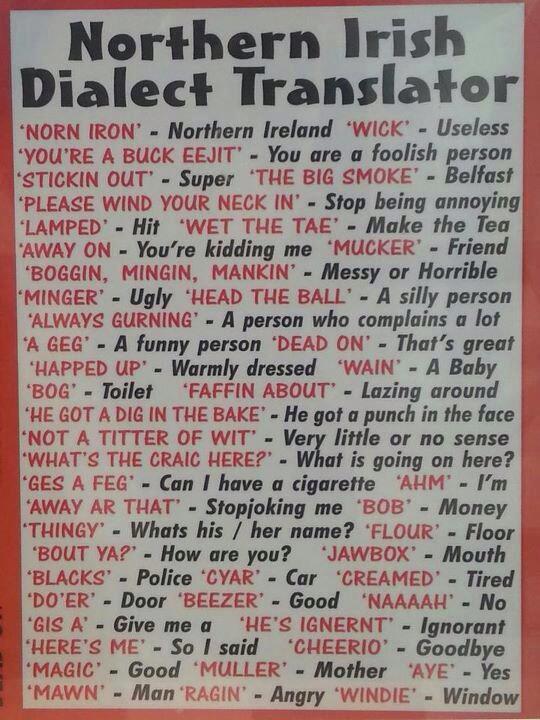 Northern Irish
Dialect Translator
'NORN IRON' - Northern Ireland 'WICK' - Useless
'YOU'RE A BUCK EEJIT' - You are a foolish person
'STICKIN OUT' - Super 'THE BIG SMOKE' - Belfast
'PLEASE WIND YOUR NECK IN' - Stop being annoying
'LAMPED' - Hit 'WET THE TAE' - Make the Tea
'AWAY ON - You're kidding me 'MUCKER' - Friend
'BOGGIN, MINGIN, MANKIN' - Messy or Horrible
'MINGER' - Ugly 'HEAD THE BALL' - A silly person
'ALWAYS GURNING' - A person who complains a lot
'A GEG' - A funny person 'DEAD ON' - That's great
'HAPPED UP' - Warmly dressed 'WAIN' - A Baby
'BOG' - Toilet 'FAFFIN ABOUT' - Lazing around
'HE GOT A DIG IN THE BAKE' - He got a punch in the face
'NOT A TITTER OF WIT' - Very little or no sense
'WHAT'S THE CRAIC HERE?' - What is going on here?
'GES A FEG' - Can I have a cigarette 'AHM' - I'm
'AWAY AR THAT' - Stopjoking me 'BOB' - Money
'THINGY' - Whats his / her name? 'FLOUR' - Floor
'BOUT YA?' - How are you? 'JAWBOX' - Mouth
'BLACKS' - Police 'CYAR' - Car 'CREAMED' - Tired
'DO'ER' - Door 'BEEZER' - Good 'NAAAAH' - No
'GIS A' - Give me a 'HE'S IGNERNT' - Ignorant
'HERE'S ME' - So I said 'CHEERIO' - Goodbye
'MAGIC' - Good 'MULLER' - Mother 'AYE' - Yes
'MAWN' - Man 'RAGIN' - Angry 'WINDIE' - Window